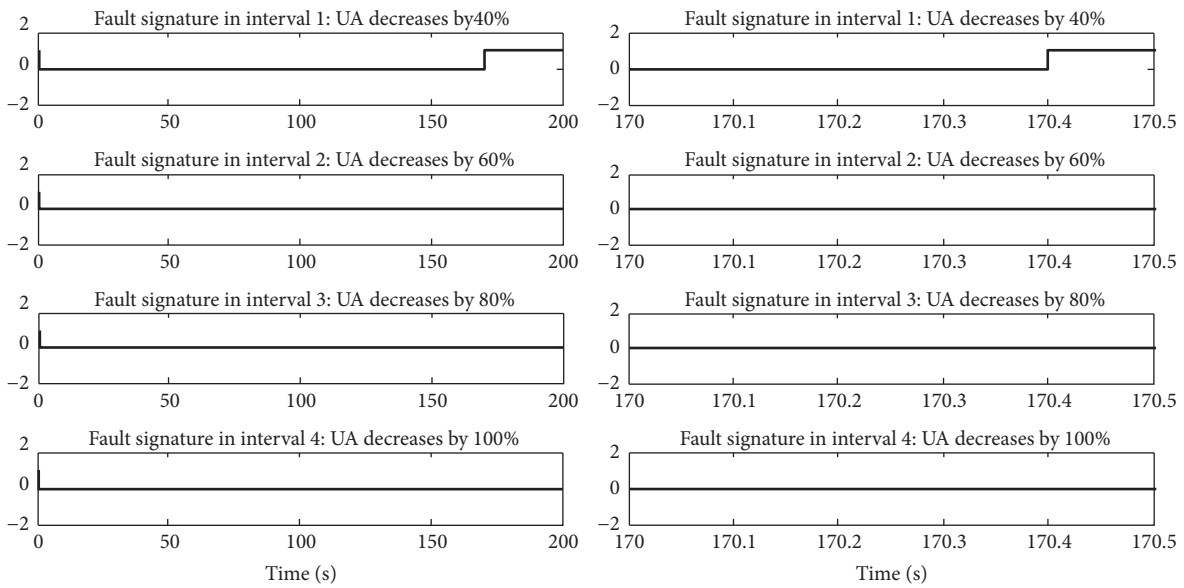 Fault signature in interval 1: UA decreases by40%
2
0
−2
0 50 100 150 200
Fault signature in interval 2: UA decreases by 60%
2
0
−2
0 50 100 150 200
Fault signature in interval 3: UA decreases by 80%
2
0
−2
0 50 100 150 200
Fault signature in interval 4: UA decreases by 100%
2
0
−2
0 50 100 150 200
Time (s)
Fault signature in interval 1: UA decreases by 40%
2
0
−2
170 170.1 170.2 170.3 170.4 170.5
Fault signature in interval 2: UA decreases by 60%
2
0
−2
170 170.1 170.2 170.3 170.4 170.5
Fault signature in interval 3: UA decreases by 80%
2
0
−2
170 170.1 170.2 170.3 170.4 170.5
Fault signature in interval 4: UA decreases by 100%
2
0
−2
170 170.1 170.2 170.3 170.4 170.5
Time (s)